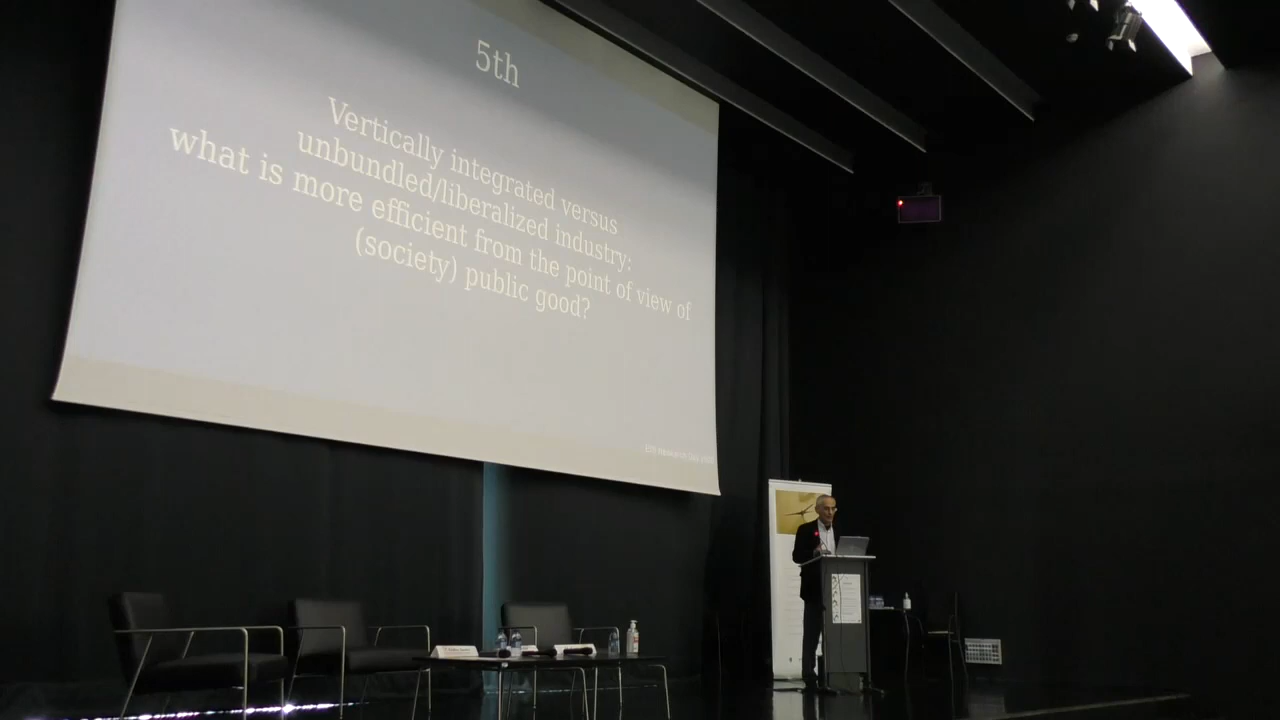 5th
Vertically integrated versus
unbundled/liberalized industry:
what is more efficient from the point of view of
(society) public good?